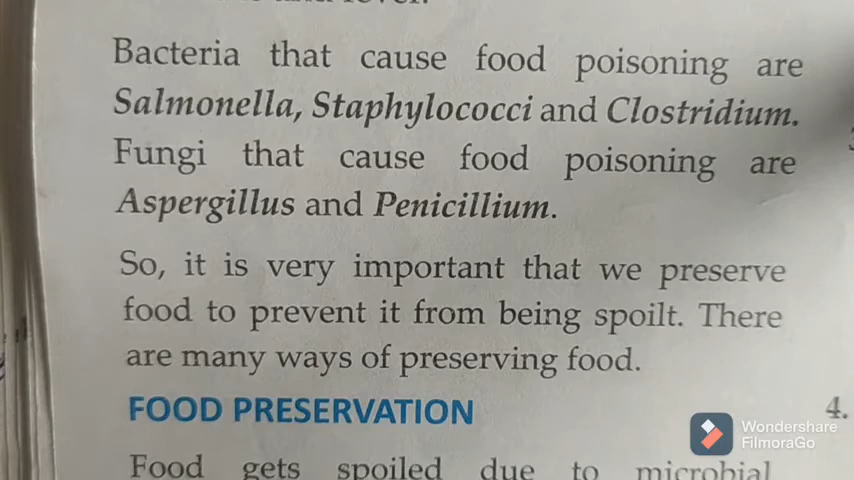 Bacteria that cause food poisoning are
Salmonella, Staphylococci and Clostridium.
Fungi that cause food poisoning are
Aspergillus and Penicillium.
So, it is very important that we preserve
food to prevent it from being spoilt. There
are many ways of preserving food.
FOOD PRESERVATION
4.
Wondershare
FilmoraGo
Food gets spoiled due to microbial